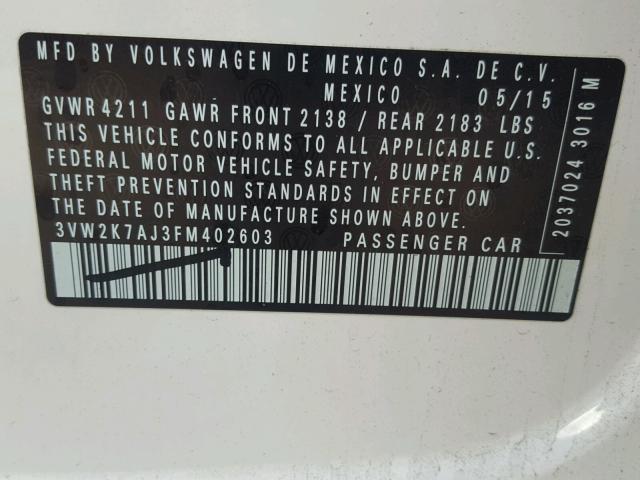 MFD BY VOLKSWAGEN DE MEXICO S.A. DE C.V.
MEXICO 05/15
GVWR 4211 GAWR FRONT 2138 / REAR 2183 LBS
THIS VEHICLE CONFORMS TO ALL APPLICABLE U.S.
FEDERAL MOTOR VEHICLE SAFETY, BUMPER AND
THEFT PREVENTION STANDARDS IN EFFECT ON
THE DATE OF MANUFACTURE SHOWN ABOVE.
3VW2K7AJ3FM402603 PASSENGER CAR
2037024 3016 M